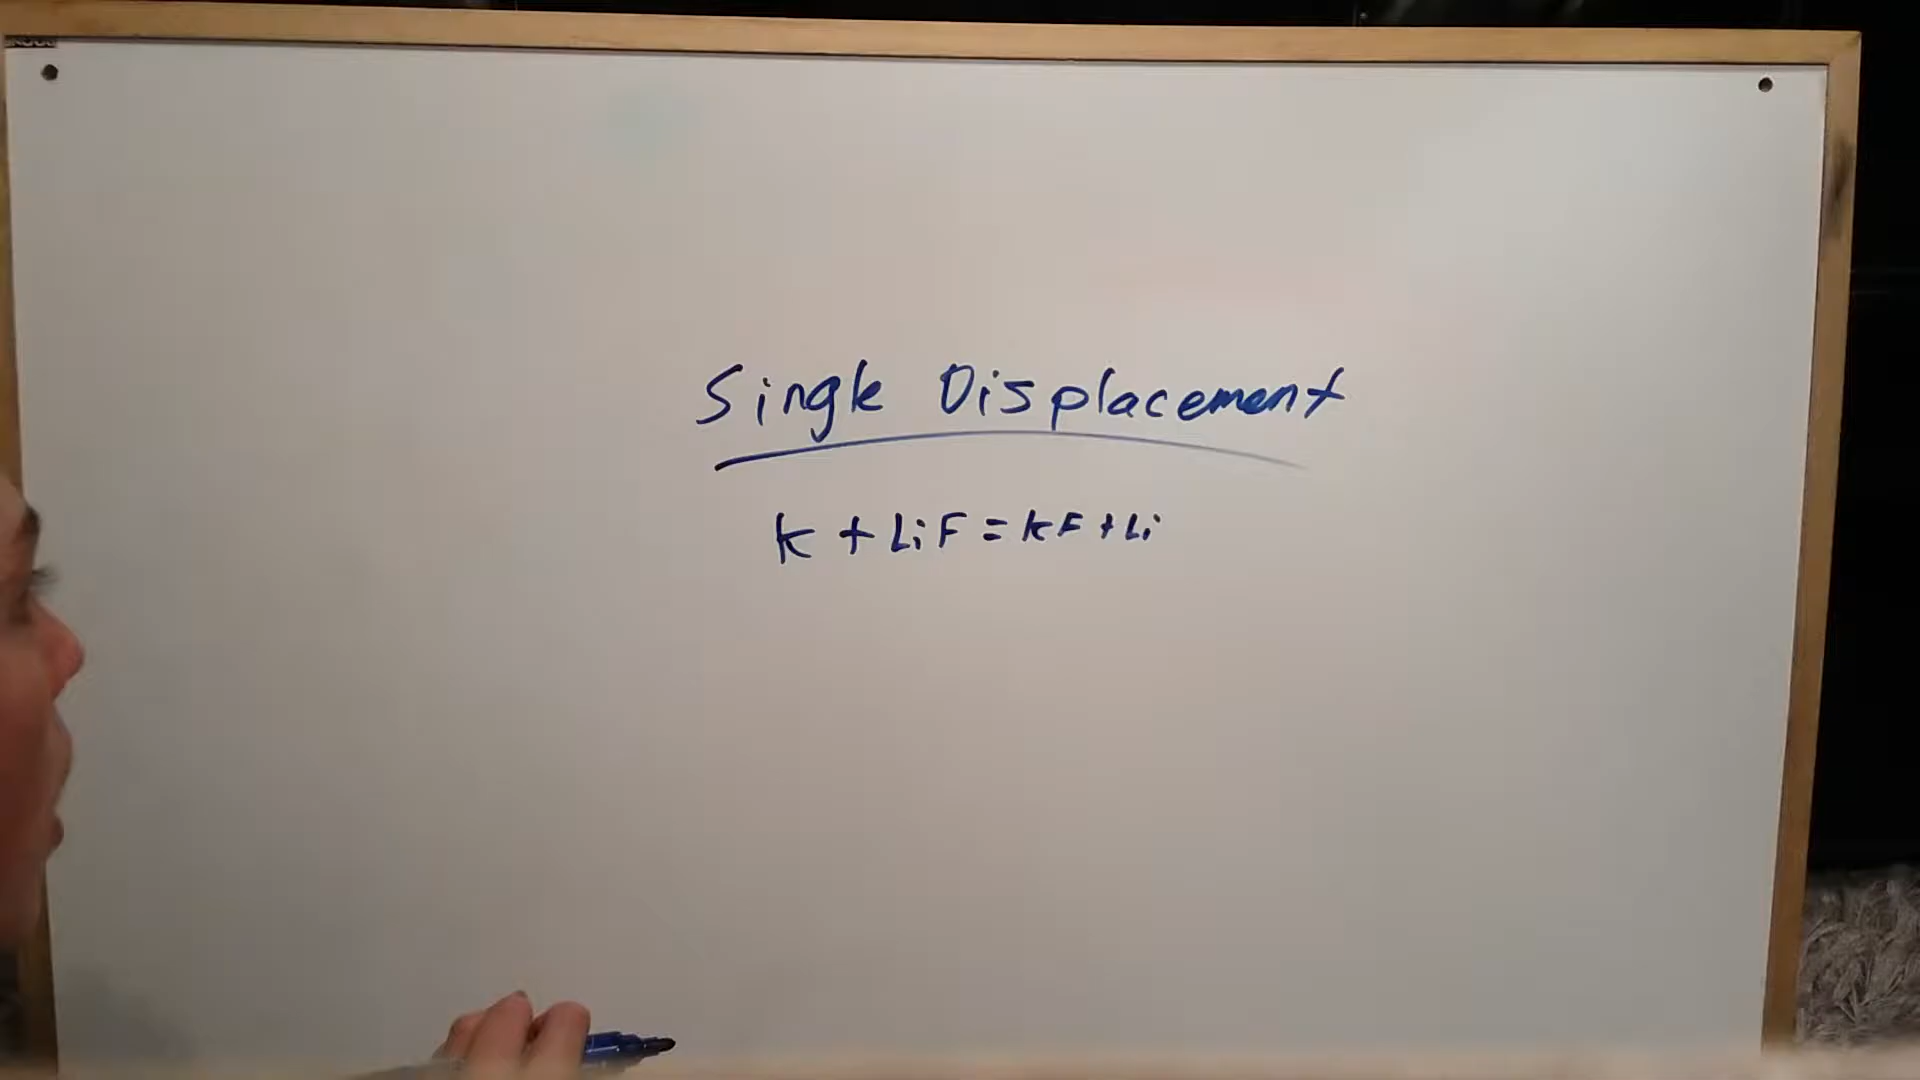 Single Displacement
K + LiF = KF + Li